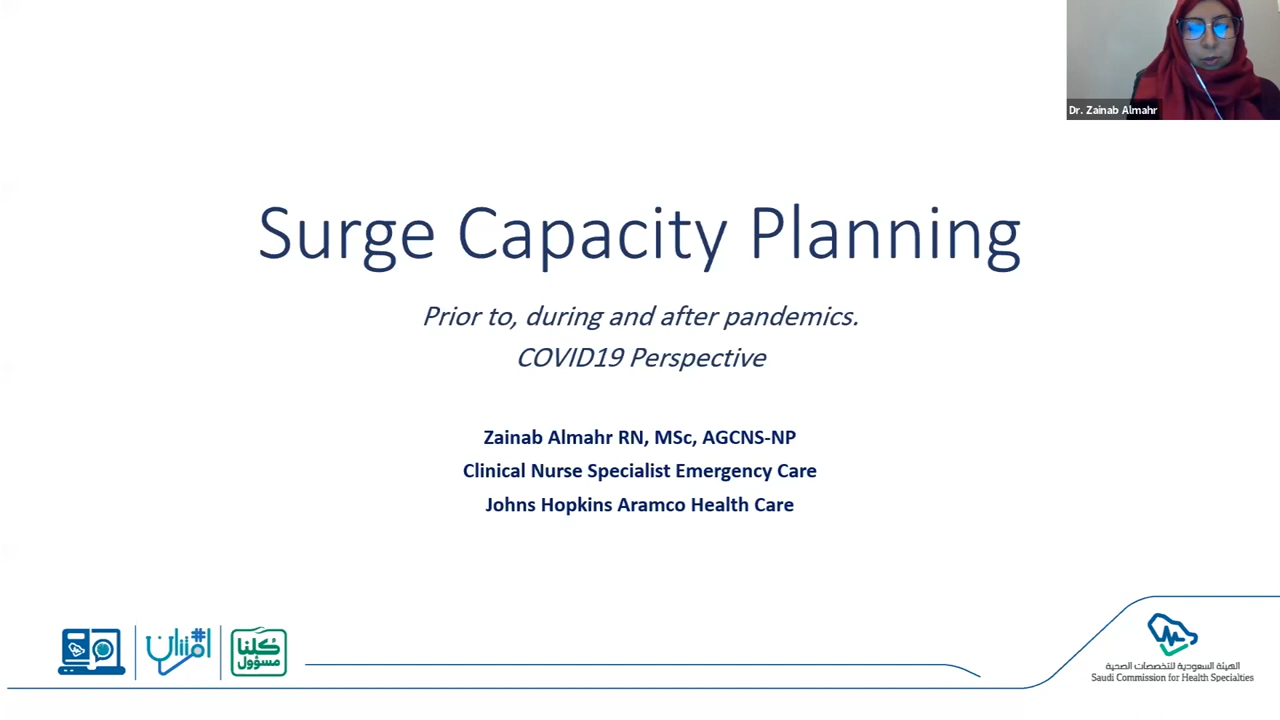 Dr. Zainab Almahr
Surge Capacity Planning
Prior to, during and after pandemics.
COVID19 Perspective
Zainab Almahr RN, MSc, AGCNS-NP
Clinical Nurse Specialist Emergency Care
Johns Hopkins Aramco Health Care
#امتنان
كلنا
مسؤول
الهيئة السعودية للتخصصات الصحية
Saudi Commission for Health Specialties